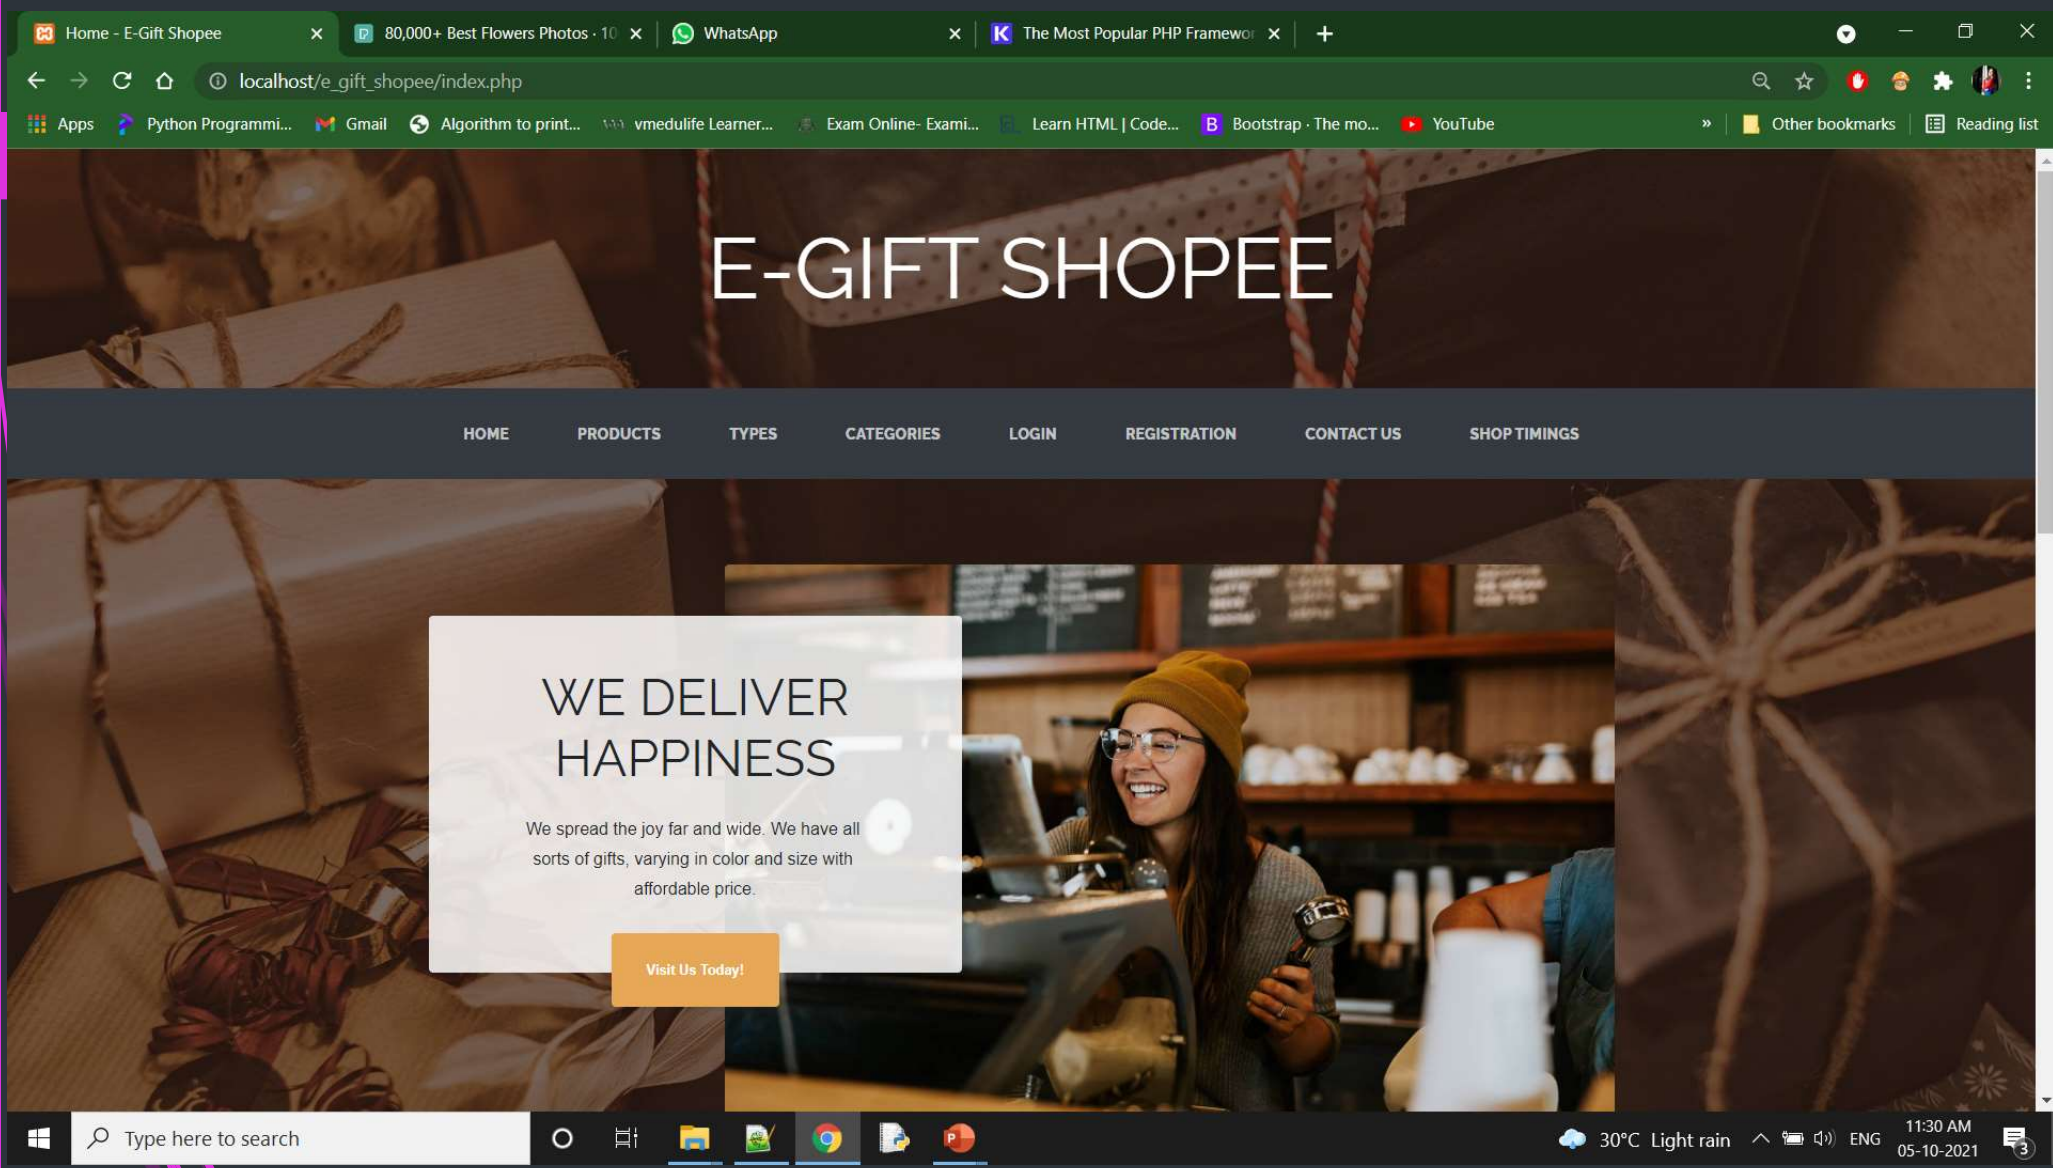 Home - E-Gift Shopee
80,000+ Best Flowers Photos · 10
WhatsApp
The Most Popular PHP Framewor
localhost/e_gift_shopee/index.php
Apps
Python Programmi...
Gmail
Algorithm to print...
vmedulife Learner...
Exam Online- Exami...
Learn HTML | Code...
B
Bootstrap · The mo...
YouTube
»
Other bookmarks
Reading list
E-GIFT SHOPEE
HOME
PRODUCTS
TYPES
CATEGORIES
LOGIN
REGISTRATION
CONTACT US
SHOP TIMINGS
WE DELIVER
HAPPINESS
We spread the joy far and wide. We have all
sorts of gifts, varying in color and size with
affordable price.
Visit Us Today!
Type here to search
30°C Light rain
ENG
11:30 AM
05-10-2021
3